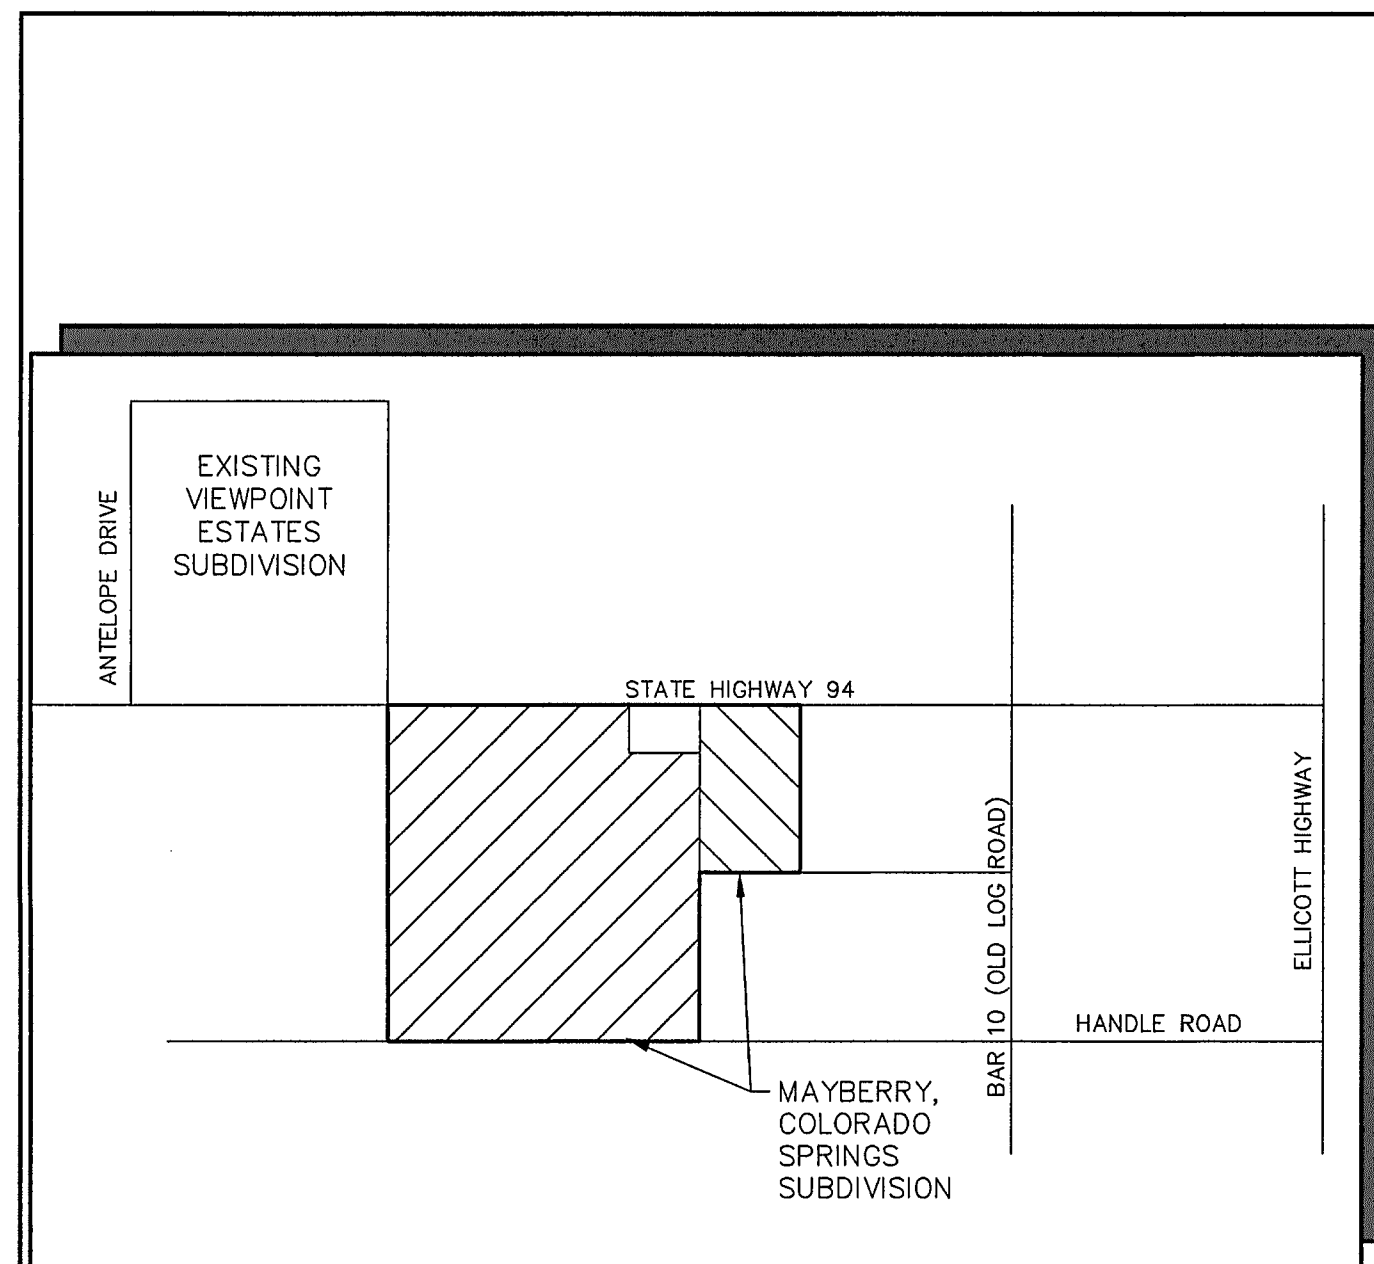 EXISTING
VIEWPOINT
ESTATES
SUBDIVISION
ANTELOPE DRIVE
STATE HIGHWAY 94
BAR 10 (OLD LOG ROAD)
ELLICOTT HIGHWAY
HANDLE ROAD
MAYBERRY,
COLORADO
SPRINGS
SUBDIVISION